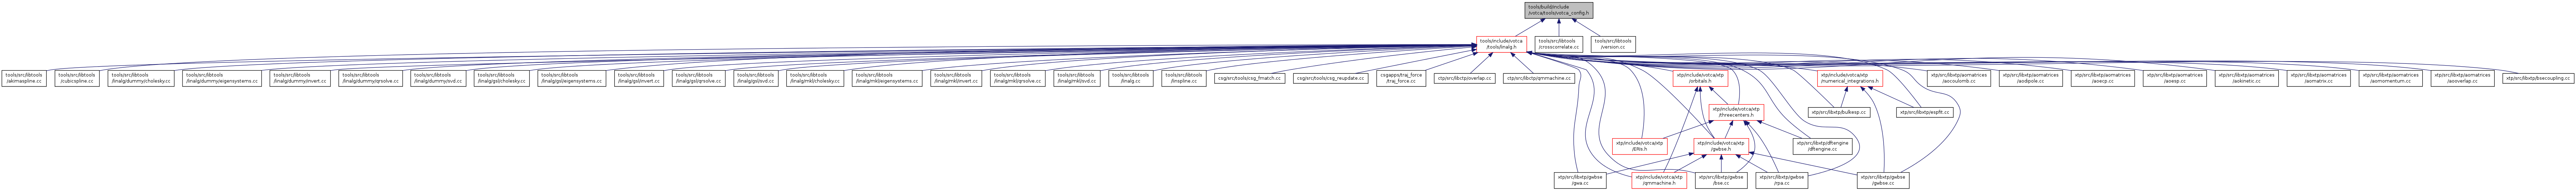 tools/build/include
/votca/tools/votca_config.h
tools/include/votca
/tools/linalg.h
tools/src/libtools
/crosscorrelate.cc
tools/src/libtools
/version.cc
tools/src/libtools
/akimaspline.cc
tools/src/libtools
/cubicspline.cc
tools/src/libtools
/linalg/dummy/cholesky.cc
tools/src/libtools
/linalg/dummy/eigensystems.cc
tools/src/libtools
/linalg/dummy/invert.cc
tools/src/libtools
/linalg/dummy/qrsolve.cc
tools/src/libtools
/linalg/dummy/svd.cc
tools/src/libtools
/linalg/gsl/cholesky.cc
tools/src/libtools
/linalg/gsl/eigensystems.cc
tools/src/libtools
/linalg/gsl/invert.cc
tools/src/libtools
/linalg/gsl/qrsolve.cc
tools/src/libtools
/linalg/gsl/svd.cc
tools/src/libtools
/linalg/mkl/cholesky.cc
tools/src/libtools
/linalg/mkl/eigensystems.cc
tools/src/libtools
/linalg/mkl/invert.cc
tools/src/libtools
/linalg/mkl/qrsolve.cc
tools/src/libtools
/linalg/mkl/svd.cc
tools/src/libtools
/linalg.cc
tools/src/libtools
/linspline.cc
csg/src/tools/csg_fmatch.cc
csg/src/tools/csg_reupdate.cc
csgapps/traj_force
/traj_force.cc
ctp/src/libctp/overlap.cc
ctp/src/libctp/qmmachine.cc
xtp/include/votca/xtp
/orbitals.h
xtp/include/votca/xtp
/numerical_integrations.h
xtp/src/libxtp/aomatrices
/aocoulomb.cc
xtp/src/libxtp/aomatrices
/aodipole.cc
xtp/src/libxtp/aomatrices
/aoecp.cc
xtp/src/libxtp/aomatrices
/aoesp.cc
xtp/src/libxtp/aomatrices
/aokinetic.cc
xtp/src/libxtp/aomatrices
/aomatrix.cc
xtp/src/libxtp/aomatrices
/aomomentum.cc
xtp/src/libxtp/aomatrices
/aooverlap.cc
xtp/src/libxtp/bsecoupling.cc
xtp/include/votca/xtp
/threecenters.h
xtp/src/libxtp/bulkesp.cc
xtp/src/libxtp/espfit.cc
xtp/include/votca/xtp
/ERIs.h
xtp/include/votca/xtp
/gwbse.h
xtp/src/libxtp/dftengine
/dftengine.cc
xtp/src/libxtp/gwbse
/gwa.cc
xtp/include/votca/xtp
/qmmachine.h
xtp/src/libxtp/gwbse
/bse.cc
xtp/src/libxtp/gwbse
/rpa.cc
xtp/src/libxtp/gwbse
/gwbse.cc